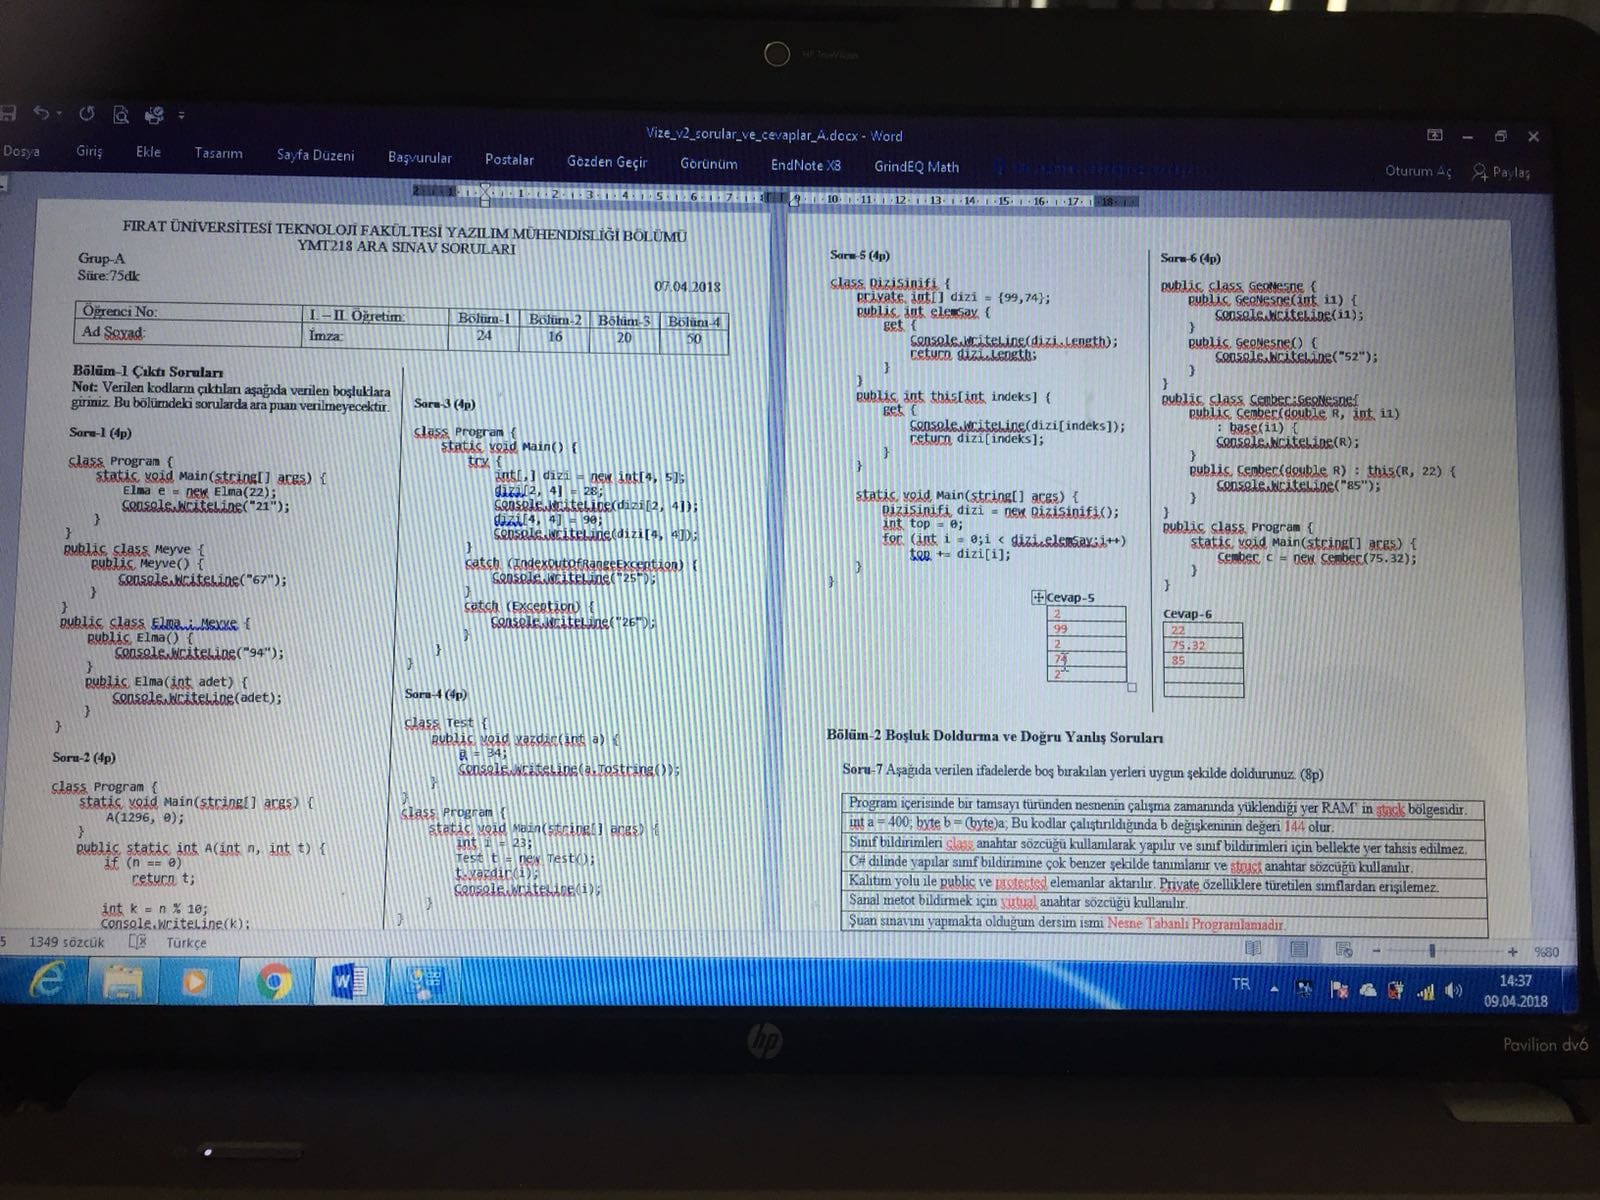 HP TrueVision
Vize_v2_sorular_ve_cevaplar_A.docx - Word
Dosya Giriş Ekle Tasarım Sayfa Düzeni Başvurular Postalar Gözden Geçir Görünüm EndNote X8 GrindEQ Math Oturum Aç Paylaş
2 1 1 2 3 4 5 6 7 9 10 11 12 13 14 15 16 17 18
FIRAT ÜNİVERSİTESİ TEKNOLOJİ FAKÜLTESİ YAZILIM MÜHENDİSLİĞİ BÖLÜMÜ
YMT218 ARA SINAV SORULARI
Grup-A
Süre:75dk
07.04.2018
Öğrenci No: I. – II. Öğretim: Bölüm-1 Bölüm-2 Bölüm-3 Bölüm-4
Ad Soyad: İmza: 24 16 20 50
Bölüm-1 Çıktı Soruları
Not: Verilen kodların çıktıları aşağıda verilen boşluklara
giriniz. Bu bölümdeki sorularda ara puan verilmeyecektir.
Soru-1 (4p)
class Program {
static void Main(string[] args) {
Elma e = new Elma(22);
Console.WriteLine("21");
}
}
public class Meyve {
public Meyve() {
Console.WriteLine("67");
}
}
public class Elma : Meyve {
public Elma() {
Console.WriteLine("94");
}
public Elma(int adet) {
Console.WriteLine(adet);
}
}
Soru-2 (4p)
class Program {
static void Main(string[] args) {
A(1296, 0);
}
public static int A(int n, int t) {
if (n == 0)
return t;
int k = n % 10;
Console.WriteLine(k);
Soru-3 (4p)
class Program {
static void Main() {
try {
int[,] dizi = new int[4, 5];
dizi[2, 4] = 28;
Console.WriteLine(dizi[2, 4]);
dizi[4, 4] = 90;
Console.WriteLine(dizi[4, 4]);
}
catch (IndexOutOfRangeException) {
Console.WriteLine("25");
}
catch (Exception) {
Console.WriteLine("26");
}
}
}
Soru-4 (4p)
class Test {
public void yazdir(int a) {
a = 34;
Console.WriteLine(a.ToString());
}
}
class Program {
static void Main(string[] args) {
int i = 23;
Test t = new Test();
t.yazdir(i);
Console.WriteLine(i);
}
}
Soru-5 (4p)
class DiziSinifi {
private int[] dizi = {99,74};
public int elemSay {
get {
Console.WriteLine(dizi.Length);
return dizi.Length;
}
}
public int this[int indeks] {
get {
Console.WriteLine(dizi[indeks]);
return dizi[indeks];
}
}
static void Main(string[] args) {
DiziSinifi dizi = new DiziSinifi();
int top = 0;
for (int i = 0;i < dizi.elemSay;i++)
top += dizi[i];
}
}
Cevap-5
2
99
2
74
2
Soru-6 (4p)
public class GeoNesne {
public GeoNesne(int i1) {
Console.WriteLine(i1);
}
public GeoNesne() {
Console.WriteLine("52");
}
}
public class Cember:GeoNesne{
public Cember(double R, int i1)
: base(i1) {
Console.WriteLine(R);
}
public Cember(double R) : this(R, 22) {
Console.WriteLine("85");
}
}
public class Program {
static void Main(string[] args) {
Cember c = new Cember(75.32);
}
}
Cevap-6
22
75.32
85
Bölüm-2 Boşluk Doldurma ve Doğru Yanlış Soruları
Soru-7 Aşağıda verilen ifadelerde boş bırakılan yerleri uygun şekilde doldurunuz. (8p)
Program içerisinde bir tamsayı türünden nesnenin çalışma zamanında yüklendiği yer RAM' in stack bölgesidir.
int a = 400; byte b = (byte)a; Bu kodlar çalıştırıldığında b değişkeninin değeri 144 olur.
Sınıf bildirimleri class anahtar sözcüğü kullanılarak yapılır ve sınıf bildirimleri için bellekte yer tahsis edilmez.
C# dilinde yapılar sınıf bildirimine çok benzer şekilde tanımlanır ve struct anahtar sözcüğü kullanılır.
Kalıtım yolu ile public ve protected elemanlar aktarılır. Private özelliklere türetilen sınıflardan erişilemez.
Sanal metot bildirmek için virtual anahtar sözcüğü kullanılır.
Şuan sınavını yapmakta olduğum dersim ismi Nesne Tabanlı Programlamadır.
5 1349 sözcük Türkçe %80
TR 14:37
09.04.2018
hp
Pavilion dv6